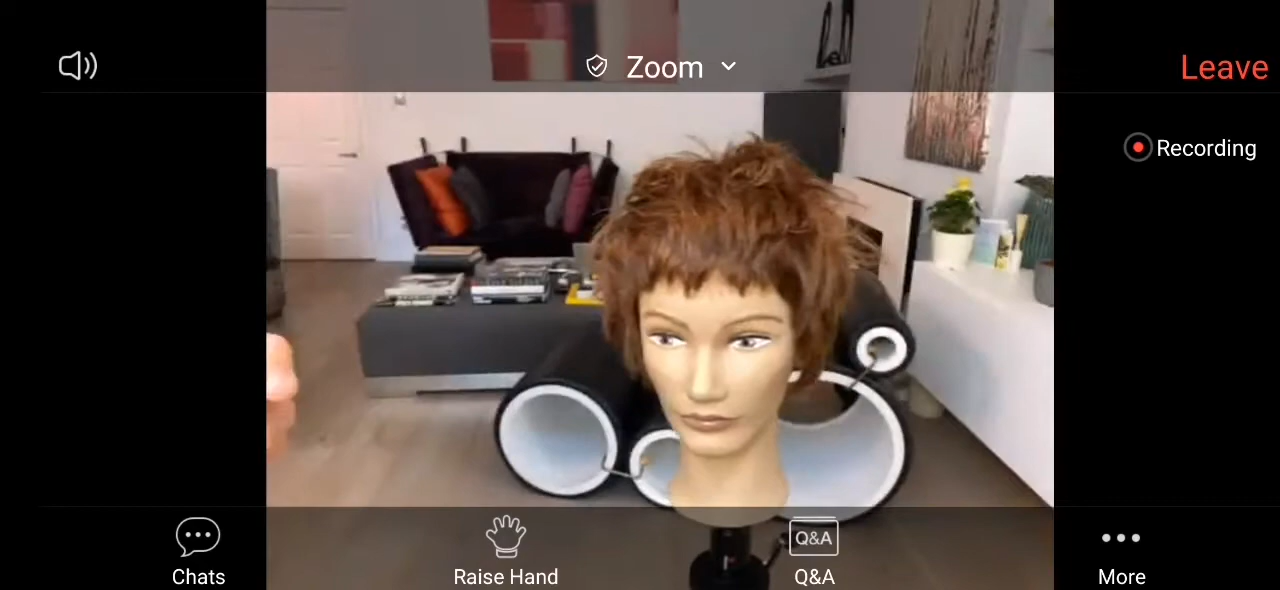 Zoom
Leave
Recording
Chats
Raise Hand
Q&A
Q&A
More